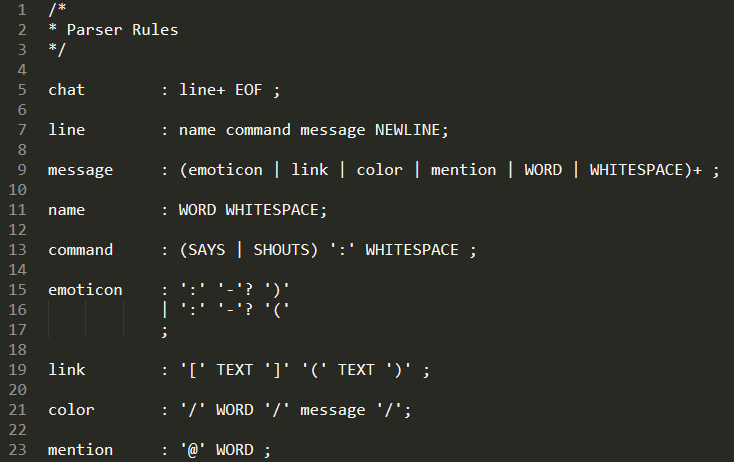 1 /*
2 * Parser Rules
3 */
4
5 chat : line+ EOF ;
6
7 line : name command message NEWLINE;
8
9 message : (emoticon | link | color | mention | WORD | WHITESPACE)+ ;
10
11 name : WORD WHITESPACE;
12
13 command : (SAYS | SHOUTS) ':' WHITESPACE ;
14
15 emoticon : ':' '-'? ')'
16 | ':' '-'? '('
17 ;
18
19 link : '[' TEXT ']' '(' TEXT ')' ;
20
21 color : '/' WORD '/' message '/';
22
23 mention : '@' WORD ;